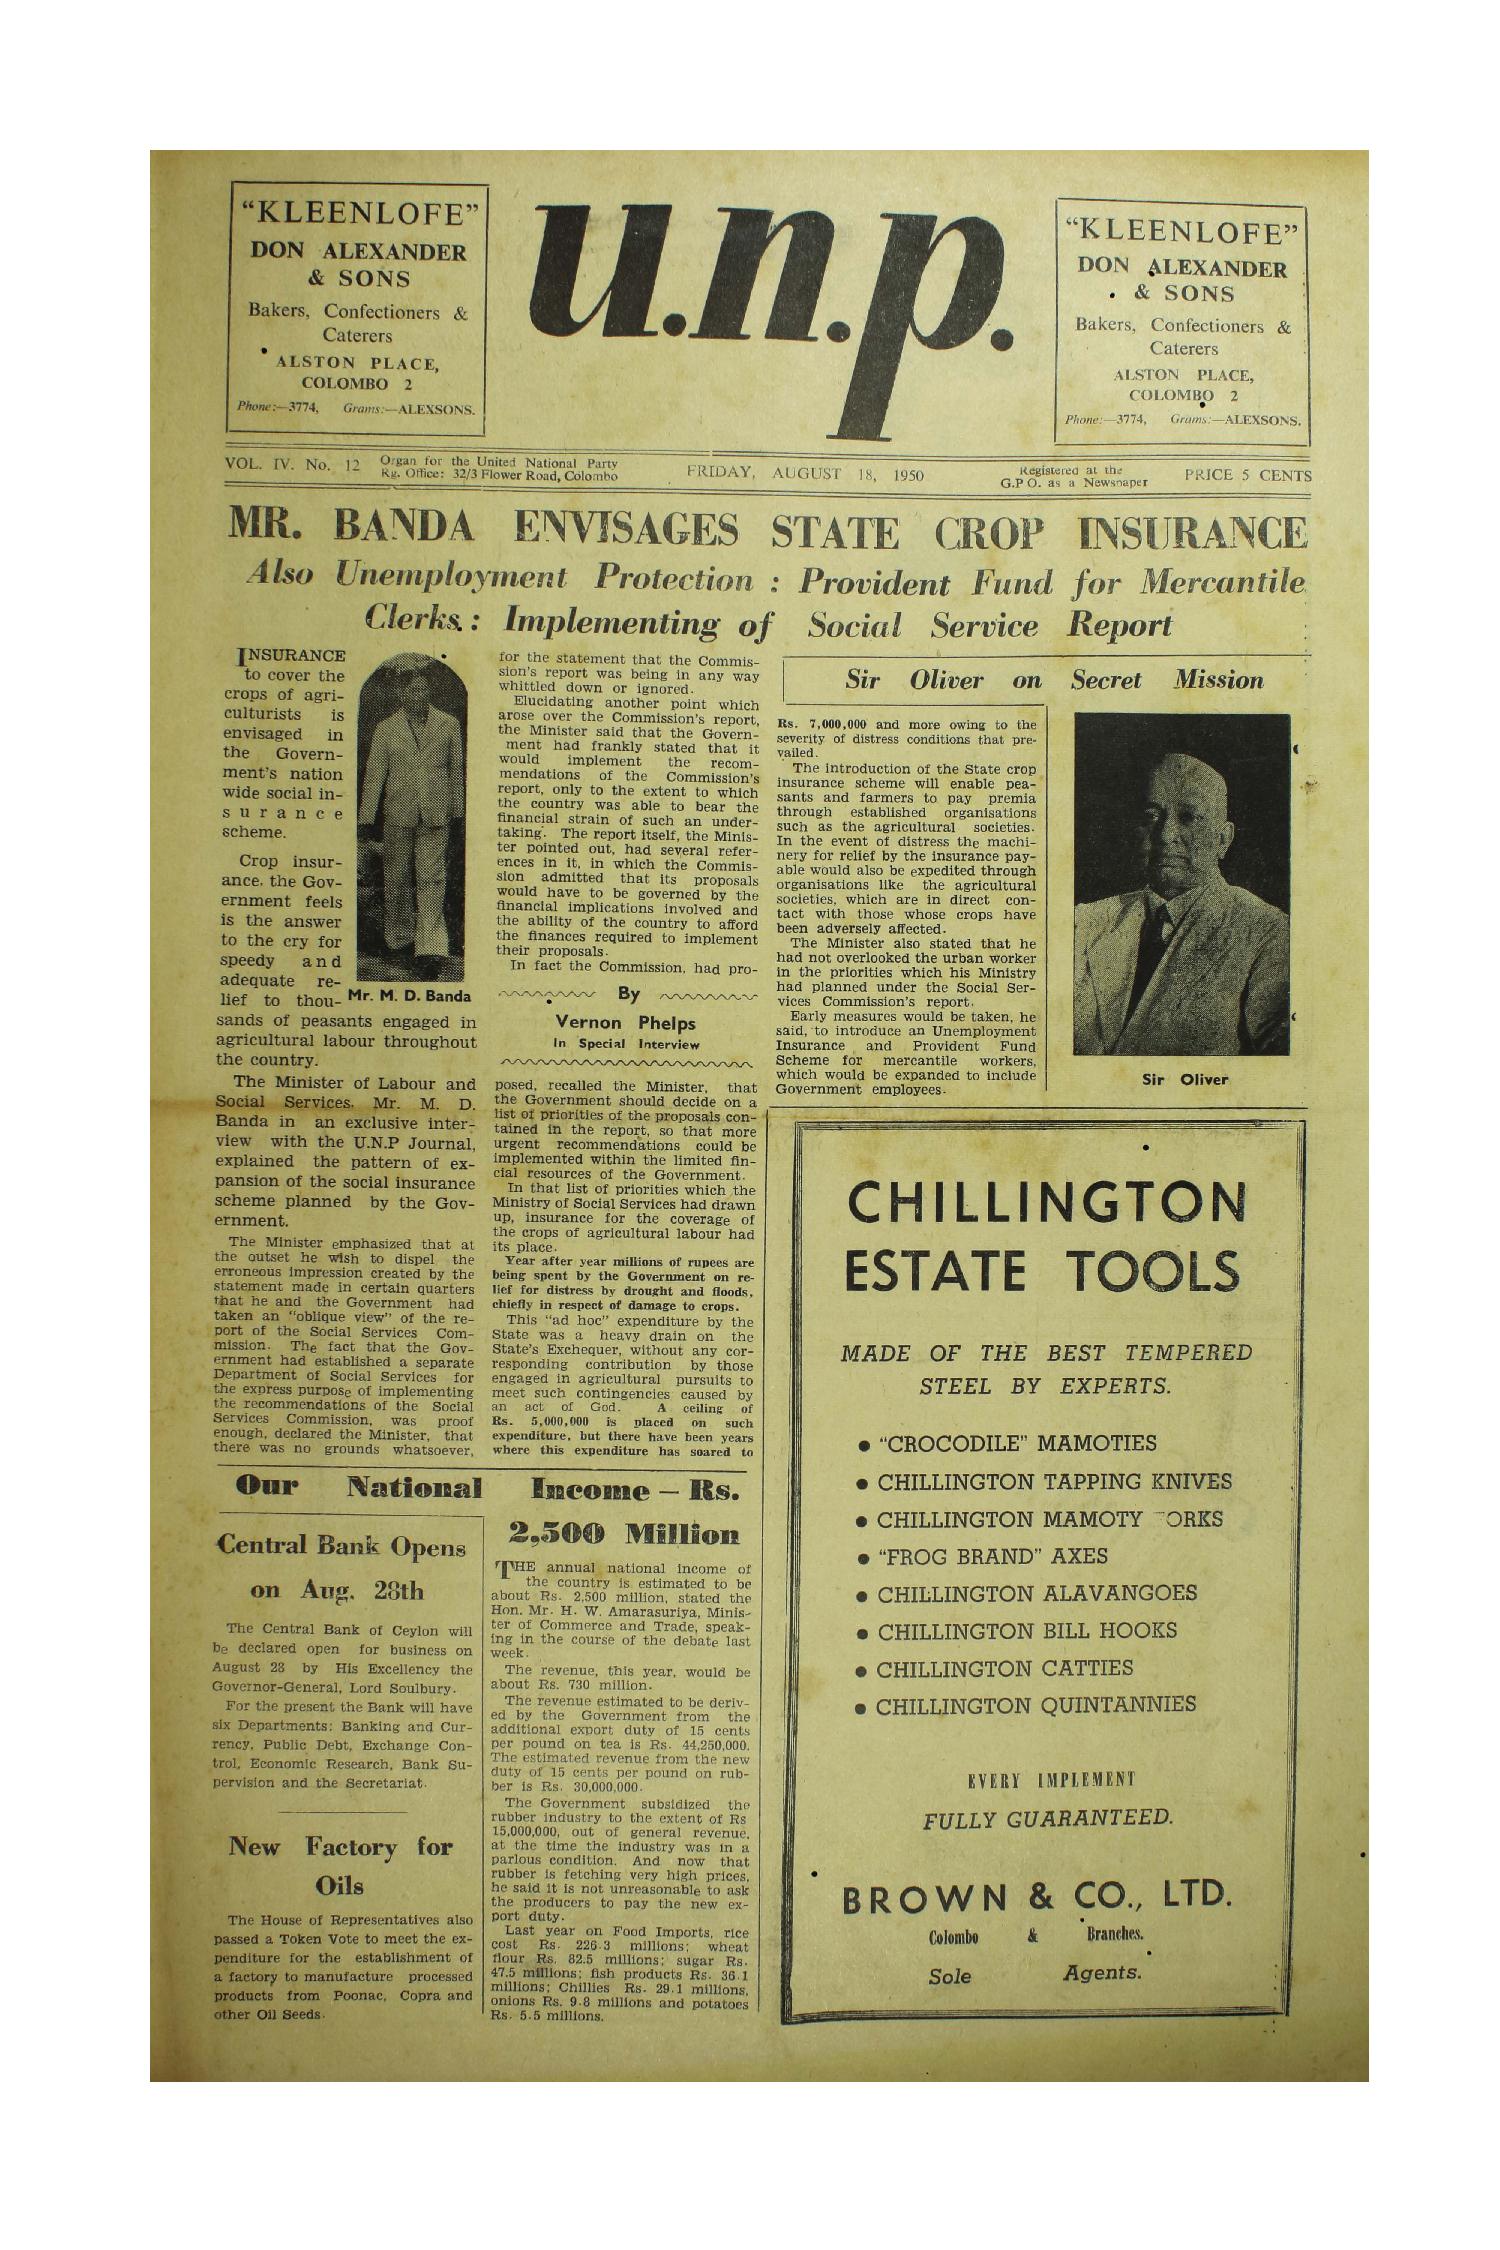 "KLEENLOFE"
DON ALEXANDER
& SONS
Bakers, Confectioners &
Caterers
ALSTON PLACE,
COLOMBO 2
Phone:—3774, Grams:—ALEXSONS.
u.n.p.
"KLEENLOFE"
DON ALEXANDER
& SONS
Bakers, Confectioners &
Caterers
ALSTON PLACE,
COLOMBO 2
Phone:—3774, Grams:—ALEXSONS.
VOL. IV. No. 12
Organ for the United National Party
Rg. Office: 32/3 Flower Road, Colombo
FRIDAY, AUGUST 18, 1950
Registered at the
G.P O. as a Newspaper
PRICE 5 CENTS
MR. BANDA ENVISAGES STATE CROP INSURANCE
Also Unemployment Protection : Provident Fund for Mercantile
Clerks.: Implementing of Social Service Report
INSURANCE
to cover the
crops of agri-
culturists is
envisaged in
the Govern-
ment's nation
wide social in-
surance
scheme.
Crop insur-
ance, the Gov-
ernment feels
is the answer
to the cry for
speedy and
adequate re-
lief to thou-
Mr. M. D. Banda
sands of peasants engaged in
agricultural labour throughout
the country.
The Minister of Labour and
Social Services, Mr. M. D.
Banda in an exclusive inter-
view with the U.N.P Journal,
explained the pattern of ex-
pansion of the social insurance
scheme planned by the Gov-
ernment.
The Minister emphasized that at
the outset he wish to dispel the
erroneous impression created by the
statement made in certain quarters
that he and the Government had
taken an "oblique view" of the re-
port of the Social Services Com-
mission. The fact that the Gov-
ernment had established a separate
Department of Social Services for
the express purpose of implementing
the recommendations of the Social
Services Commission, was proof
enough, declared the Minister, that
there was no grounds whatsoever,
for the statement that the Commis-
sion's report was being in any way
whittled down or ignored.
Elucidating another point which
arose over the Commission's report,
the Minister said that the Govern-
ment had frankly stated that it
would implement the recom-
mendations of the Commission's
report, only to the extent to which
the country was able to bear the
financial strain of such an under-
taking. The report itself, the Minis-
ter pointed out, had several refer-
ences in it, in which the Commis-
sion admitted that its proposals
would have to be governed by the
financial implications involved and
the ability of the country to afford
the finances required to implement
their proposals.
In fact the Commission, had pro-
By
Vernon Phelps
In Special Interview
posed, recalled the Minister, that
the Government should decide on a
list of priorities of the proposals con-
tained in the report, so that more
urgent recommendations could be
implemented within the limited fin-
cial resources of the Government.
In that list of priorities which the
Ministry of Social Services had drawn
up, insurance for the coverage of
the crops of agricultural labour had
its place.
Year after year millions of rupees are
being spent by the Government on re-
lief for distress by drought and floods,
chiefly in respect of damage to crops.
This "ad hoc" expenditure by the
State was a heavy drain on the
State's Exchequer, without any cor-
responding contribution by those
engaged in agricultural pursuits to
meet such contingencies caused by
an act of God. A ceiling of
Rs. 5,000,000 is placed on such
expenditure, but there have been years
where this expenditure has soared to
Sir Oliver on Secret Mission
Rs. 7,000,000 and more owing to the
severity of distress conditions that pre-
vailed.
The introduction of the State crop
insurance scheme will enable pea-
sants and farmers to pay premia
through established organisations
such as the agricultural societies.
In the event of distress the machi-
nery for relief by the insurance pay-
able would also be expedited through
organisations like the agricultural
societies, which are in direct con-
tact with those whose crops have
been adversely affected.
The Minister also stated that he
had not overlooked the urban worker
in the priorities which his Ministry
had planned under the Social Ser-
vices Commission's report.
Early measures would be taken, he
said, to introduce an Unemployment
Insurance and Provident Fund
Scheme for mercantile workers,
which would be expanded to include
Government employees.
Sir Oliver
Our National Income — Rs.
2,500 Million
Central Bank Opens
on Aug. 28th
The Central Bank of Ceylon will
be declared open for business on
August 28 by His Excellency the
Governor-General, Lord Soulbury.
For the present the Bank will have
six Departments: Banking and Cur-
rency, Public Debt, Exchange Con-
trol, Economic Research, Bank Su-
pervision and the Secretariat.
New Factory for
Oils
The House of Representatives also
passed a Token Vote to meet the ex-
penditure for the establishment of
a factory to manufacture processed
products from Poonac, Copra and
other Oil Seeds.
THE annual national income of
the country is estimated to be
about Rs. 2,500 million, stated the
Hon. Mr. H. W. Amarasuriya, Minis-
ter of Commerce and Trade, speak-
ing in the course of the debate last
week.
The revenue, this year, would be
about Rs. 730 million.
The revenue estimated to be deriv-
ed by the Government from the
additional export duty of 15 cents
per pound on tea is Rs. 44,250,000.
The estimated revenue from the new
duty of 15 cents per pound on rub-
ber is Rs. 30,000,000.
The Government subsidized the
rubber industry to the extent of Rs
15,000,000, out of general revenue,
at the time the industry was in a
parlous condition. And now that
rubber is fetching very high prices,
he said it is not unreasonable to ask
the producers to pay the new ex-
port duty.
Last year on Food Imports, rice
cost Rs. 226.3 millions; wheat
flour Rs. 82.5 millions; sugar Rs.
47.5 millions; fish products Rs. 36.1
millions; Chillies Rs. 29.1 millions,
onions Rs. 9.8 millions and potatoes
Rs. 5.5 millions.
CHILLINGTON
ESTATE TOOLS
MADE OF THE BEST TEMPERED
STEEL BY EXPERTS.
● "CROCODILE" MAMOTIES
● CHILLINGTON TAPPING KNIVES
● CHILLINGTON MAMOTY ORKS
● "FROG BRAND" AXES
● CHILLINGTON ALAVANGOES
● CHILLINGTON BILL HOOKS
● CHILLINGTON CATTIES
● CHILLINGTON QUINTANNIES
EVERY IMPLEMENT
FULLY GUARANTEED.
BROWN & CO., LTD.
Colombo & Branches.
Sole Agents.